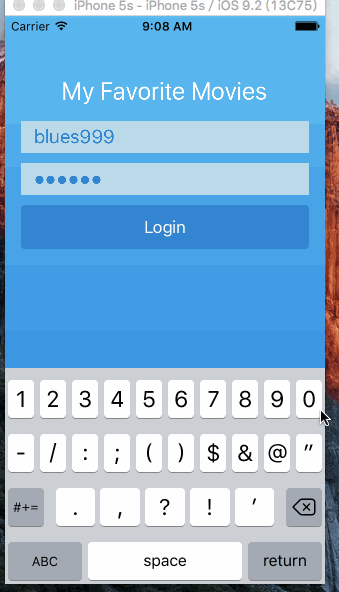 iPhone 5s - iPhone 5s / iOS 9.2 (13C75)
Carrier 9:08 AM
My Favorite Movies
blues999
••••••
Login
1 2 3 4 5 6 7 8 9 0
- / : ; ( ) $ & @ "
#+= . , ? ! '
ABC space return